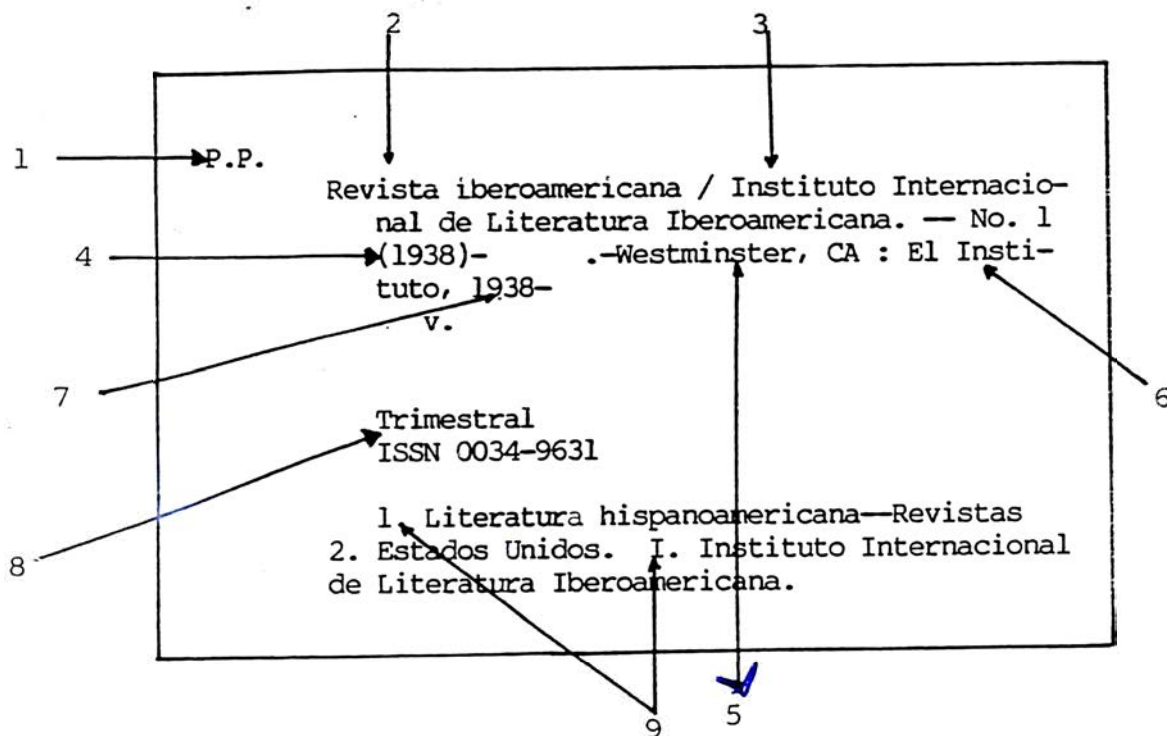 2 3
1 P.P.
Revista iberoamericana / Instituto Internacio-
nal de Literatura Iberoamericana. — No. 1
4 (1938)- .-Westminster, CA : El Insti-
tuto, 1938-
v.
7 6
Trimestral
ISSN 0034-9631
1. Literatura hispanoamericana—Revistas
8 2. Estados Unidos. I. Instituto Internacional
de Literatura Iberoamericana.
9 5